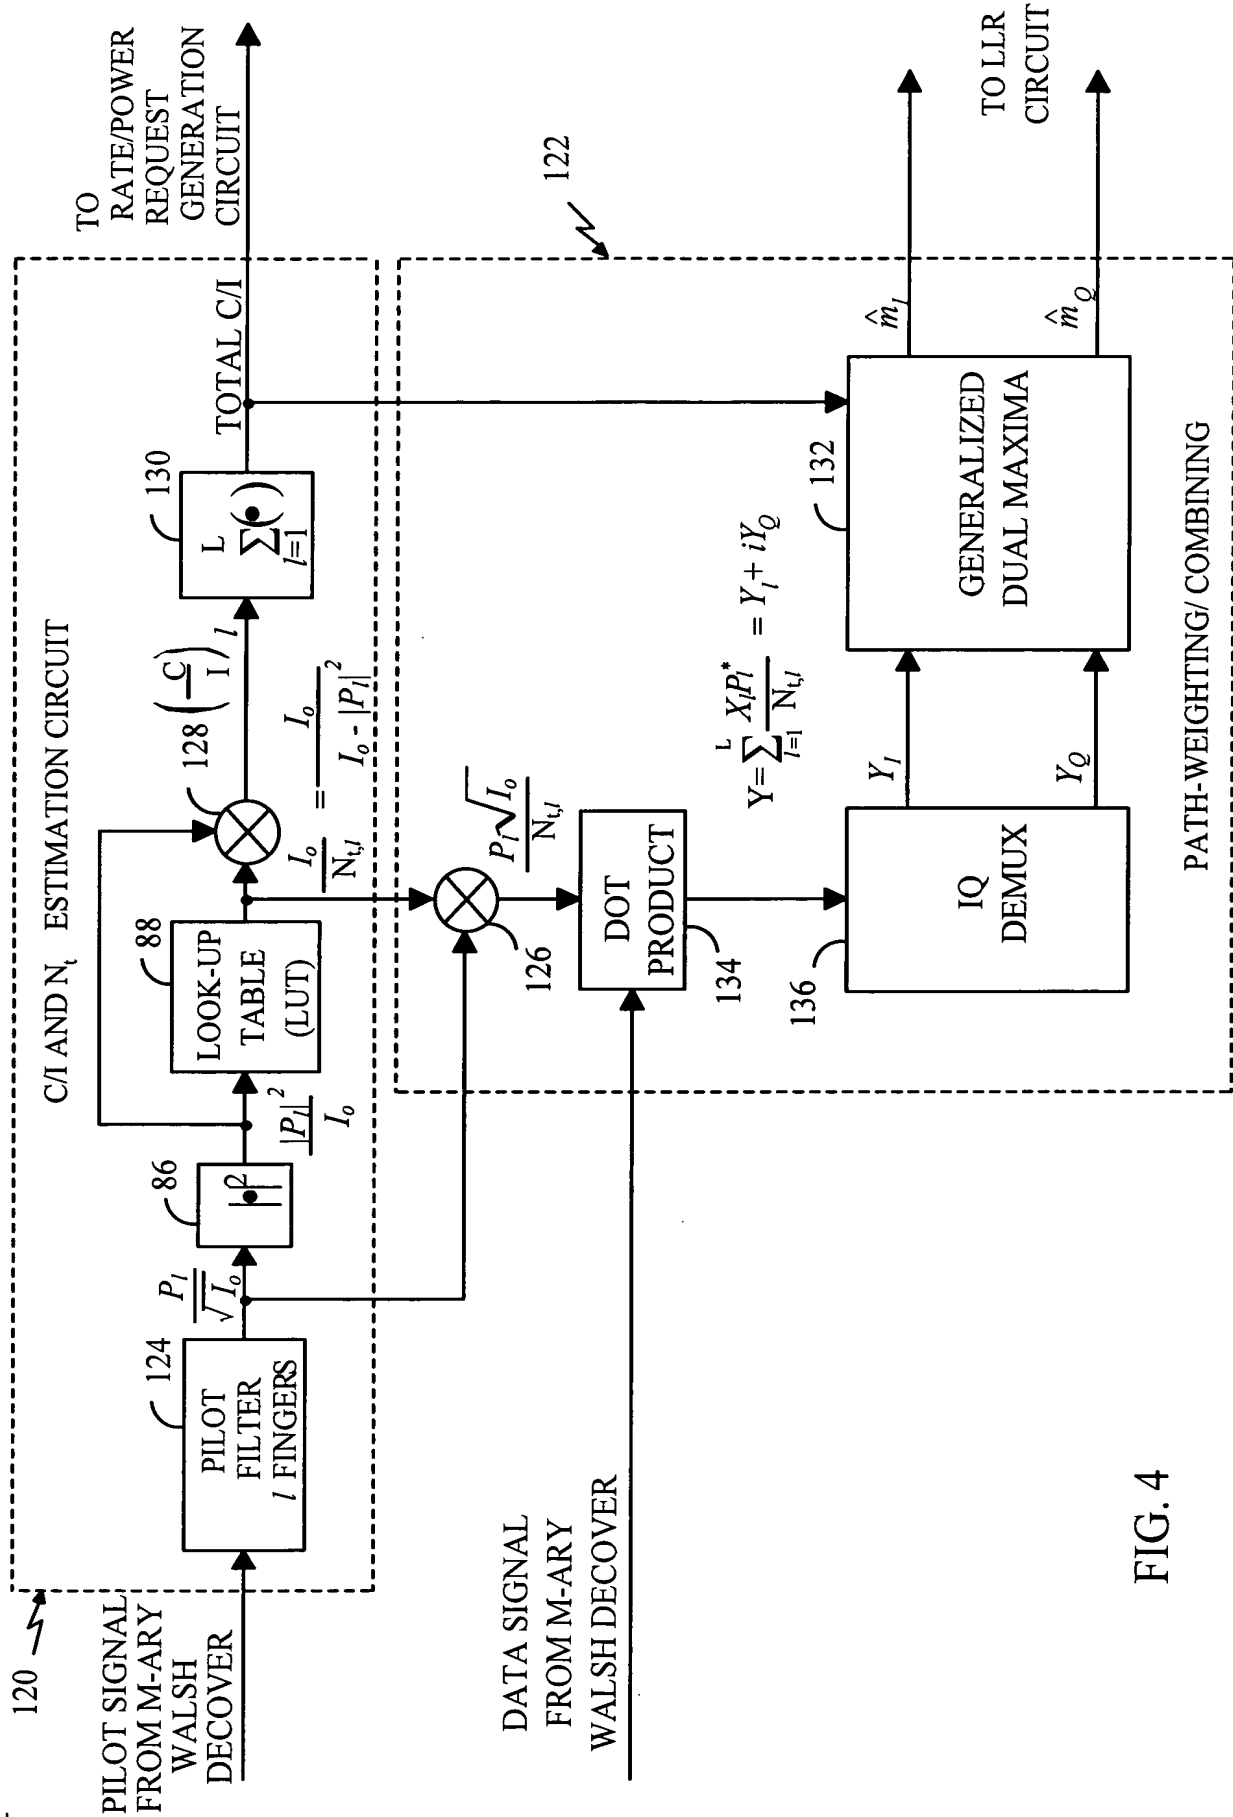 120
C/I AND N_t ESTIMATION CIRCUIT
PILOT SIGNAL
FROM M-ARY
WALSH
DECOVER
124
PILOT
FILTER
l FINGERS
P_l / √I_o
86
|•|²
|P_l|² / I_o
88
LOOK-UP
TABLE
(LUT)
I_o / N_t,l = I_o / (I_o - |P_l|²)
128
(C / I)_l
130
L
Σ(•)
l=1
TOTAL C/I
TO
RATE/POWER
REQUEST
GENERATION
CIRCUIT
122
DATA SIGNAL
FROM M-ARY
WALSH DECOVER
126
P_l √I_o / N_t,l
DOT
PRODUCT
134
Y = Σ_{l=1}^{L} X_l P_l^* / N_t,l = Y_I + iY_Q
136
IQ
DEMUX
Y_I
Y_Q
132
GENERALIZED
DUAL MAXIMA
m̂_I
m̂_Q
TO LLR
CIRCUIT
PATH-WEIGHTING/ COMBINING
FIG. 4